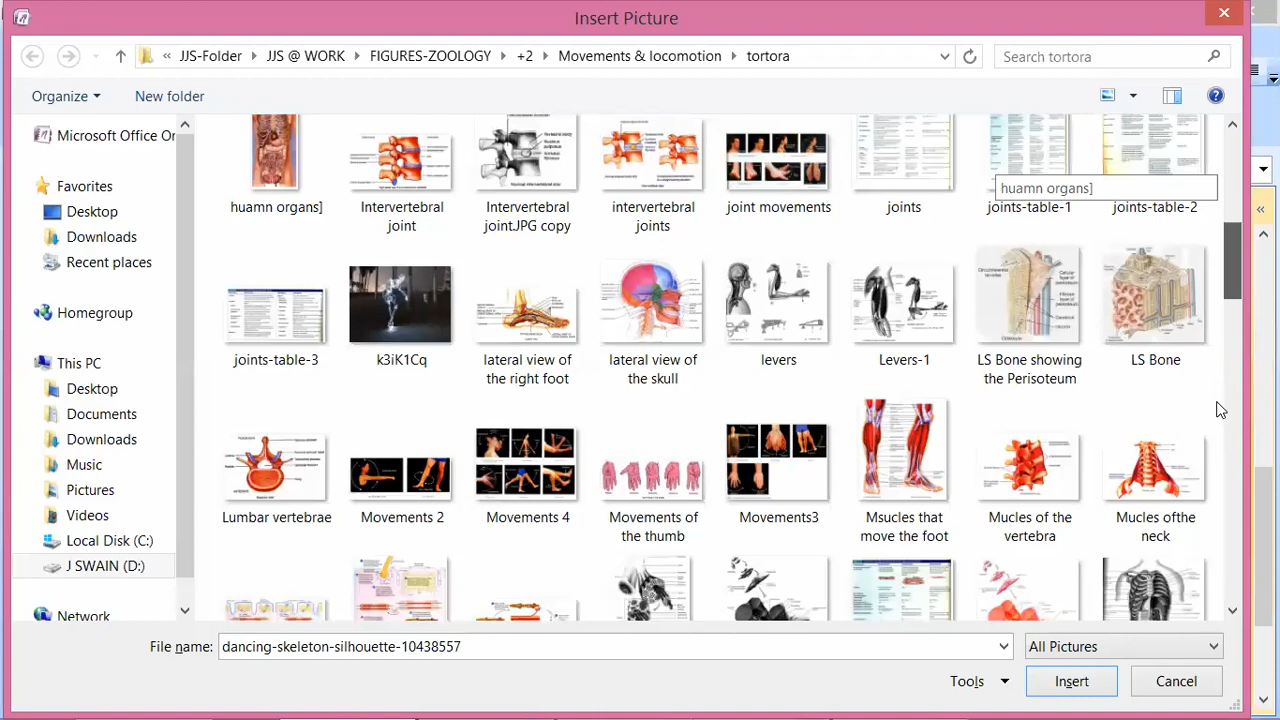 Insert Picture
« JJS-Folder JJS @ WORK FIGURES-ZOOLOGY +2 Movements & locomotion tortora
Search tortora
Organize New folder
Microsoft Office Or
Favorites
Desktop
Downloads
Recent places
Homegroup
This PC
Desktop
Documents
Downloads
Music
Pictures
Videos
Local Disk (C:)
J SWAIN (D:)
Network
huamn organs]
huamn organs]
Intervertebral
joint
Intervertebral
joint.JPG copy
intervertebral
joints
joint movements
joints
joints-table-1
joints-table-2
joints-table-3
k3iK1Cq
lateral view of
the right foot
lateral view of
the skull
levers
Levers-1
LS Bone showing
the Perisoteum
LS Bone
Lumbar vertebrae
Movements 2
Movements 4
Movements of
the thumb
Movements3
Msucles that
move the foot
Mucles of the
vertebra
Mucles ofthe
neck
File name: dancing-skeleton-silhouette-10438557
All Pictures
Tools Insert Cancel